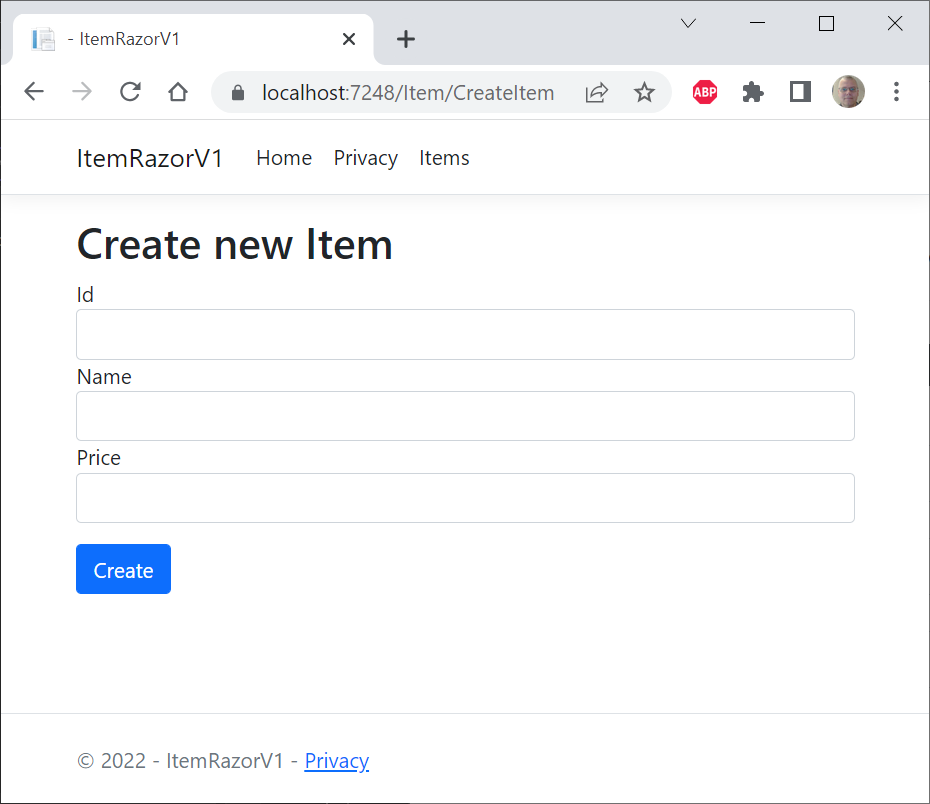 - ItemRazorV1
localhost:7248/Item/CreateItem
ABP
ItemRazorV1 Home Privacy Items
Create new Item
Id
Name
Price
Create
© 2022 - ItemRazorV1 - Privacy